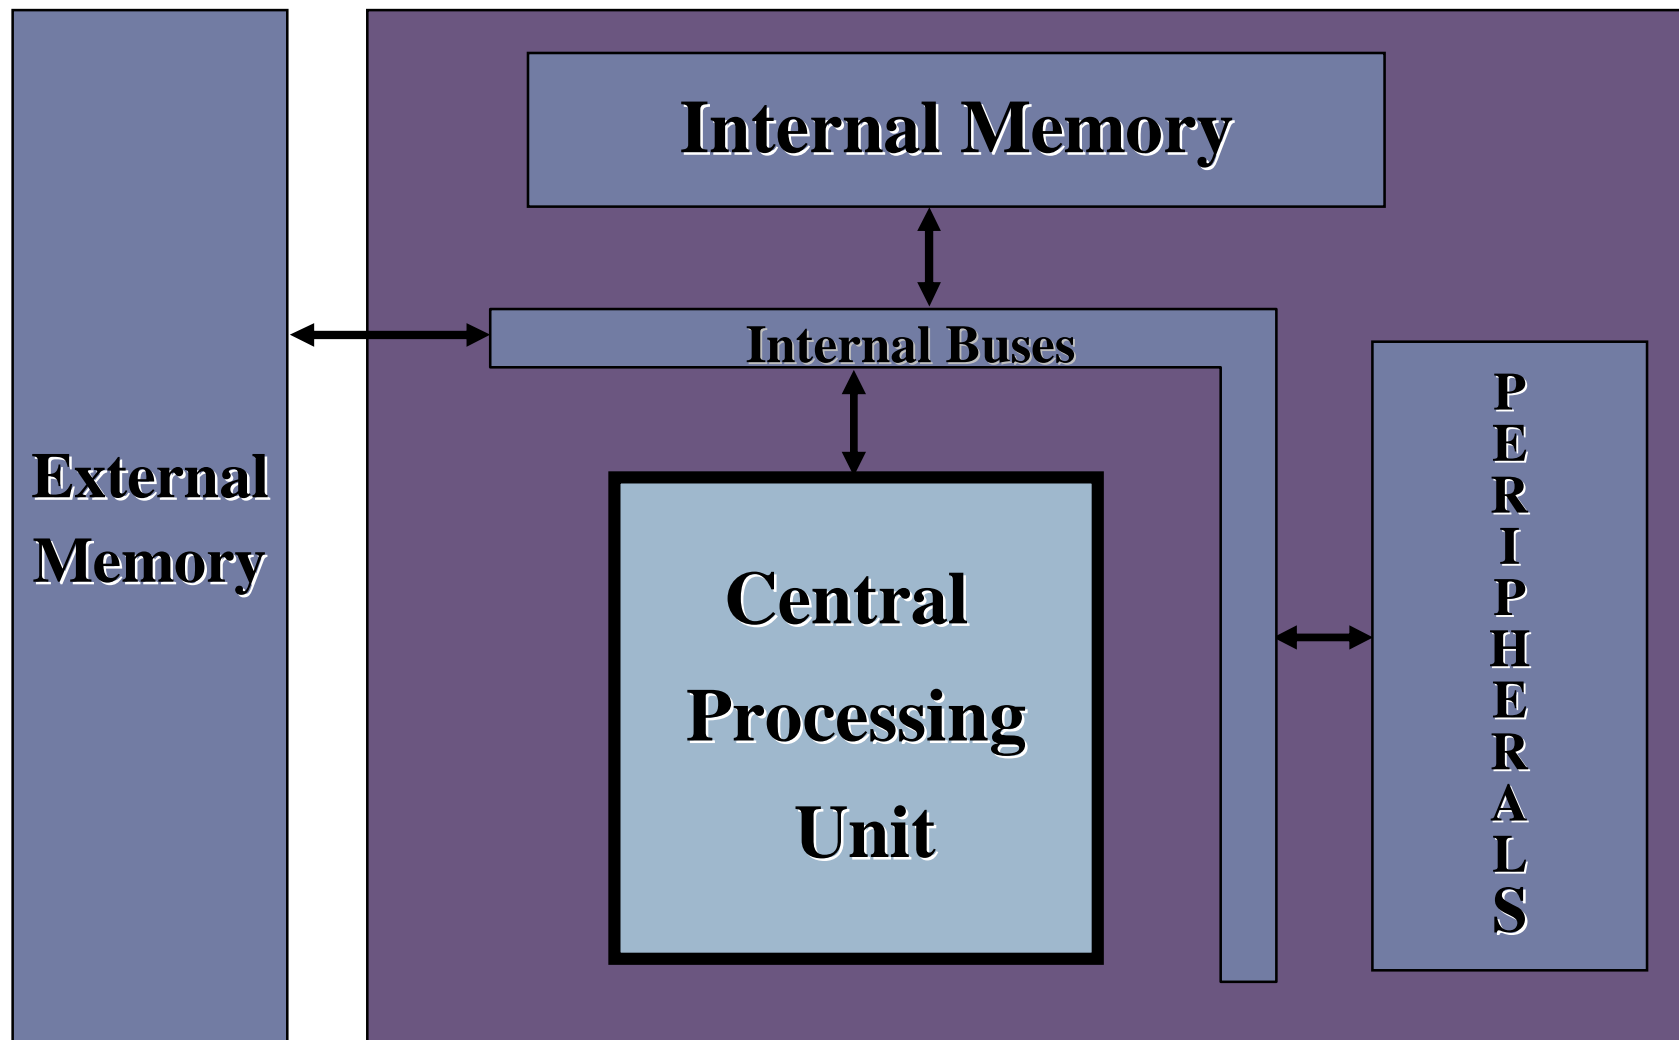 Internal Memory
Internal Buses
External
Memory
Central
Processing
Unit
P
E
R
I
P
H
E
R
A
L
S